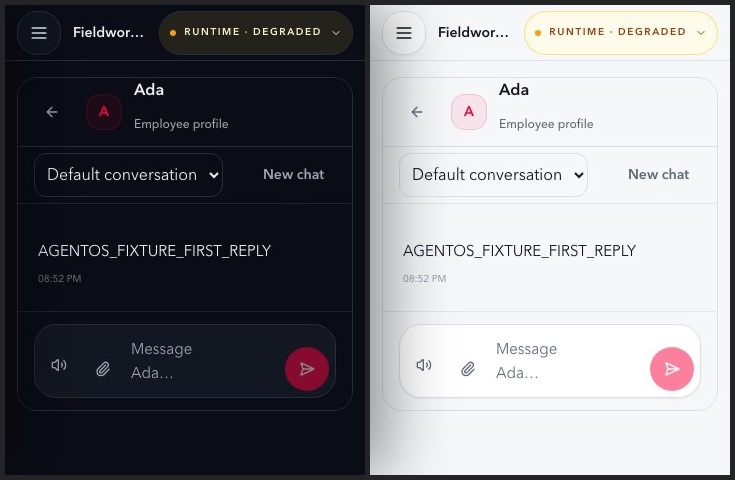 Fieldwor...
RUNTIME · DEGRADED
A
Ada
Employee profile
Default conversation
New chat
AGENTOS_FIXTURE_FIRST_REPLY
08:52 PM
Message
Ada...
Fieldwor...
RUNTIME · DEGRADED
A
Ada
Employee profile
Default conversation
New chat
AGENTOS_FIXTURE_FIRST_REPLY
08:52 PM
Message
Ada...